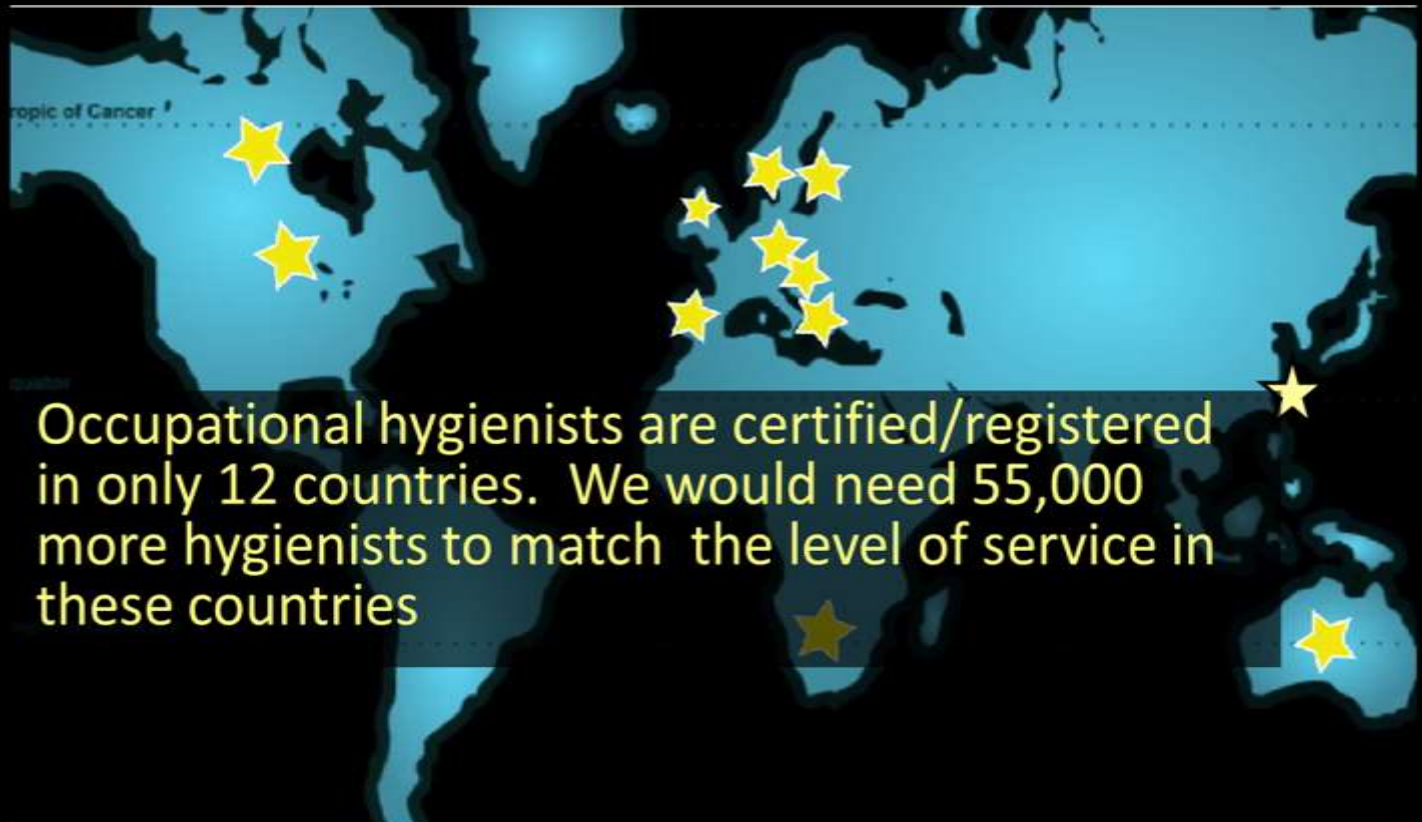 ropic of Cancer
quator
Occupational hygienists are certified/registered
in only 12 countries.  We would need 55,000
more hygienists to match  the level of service in
these countries